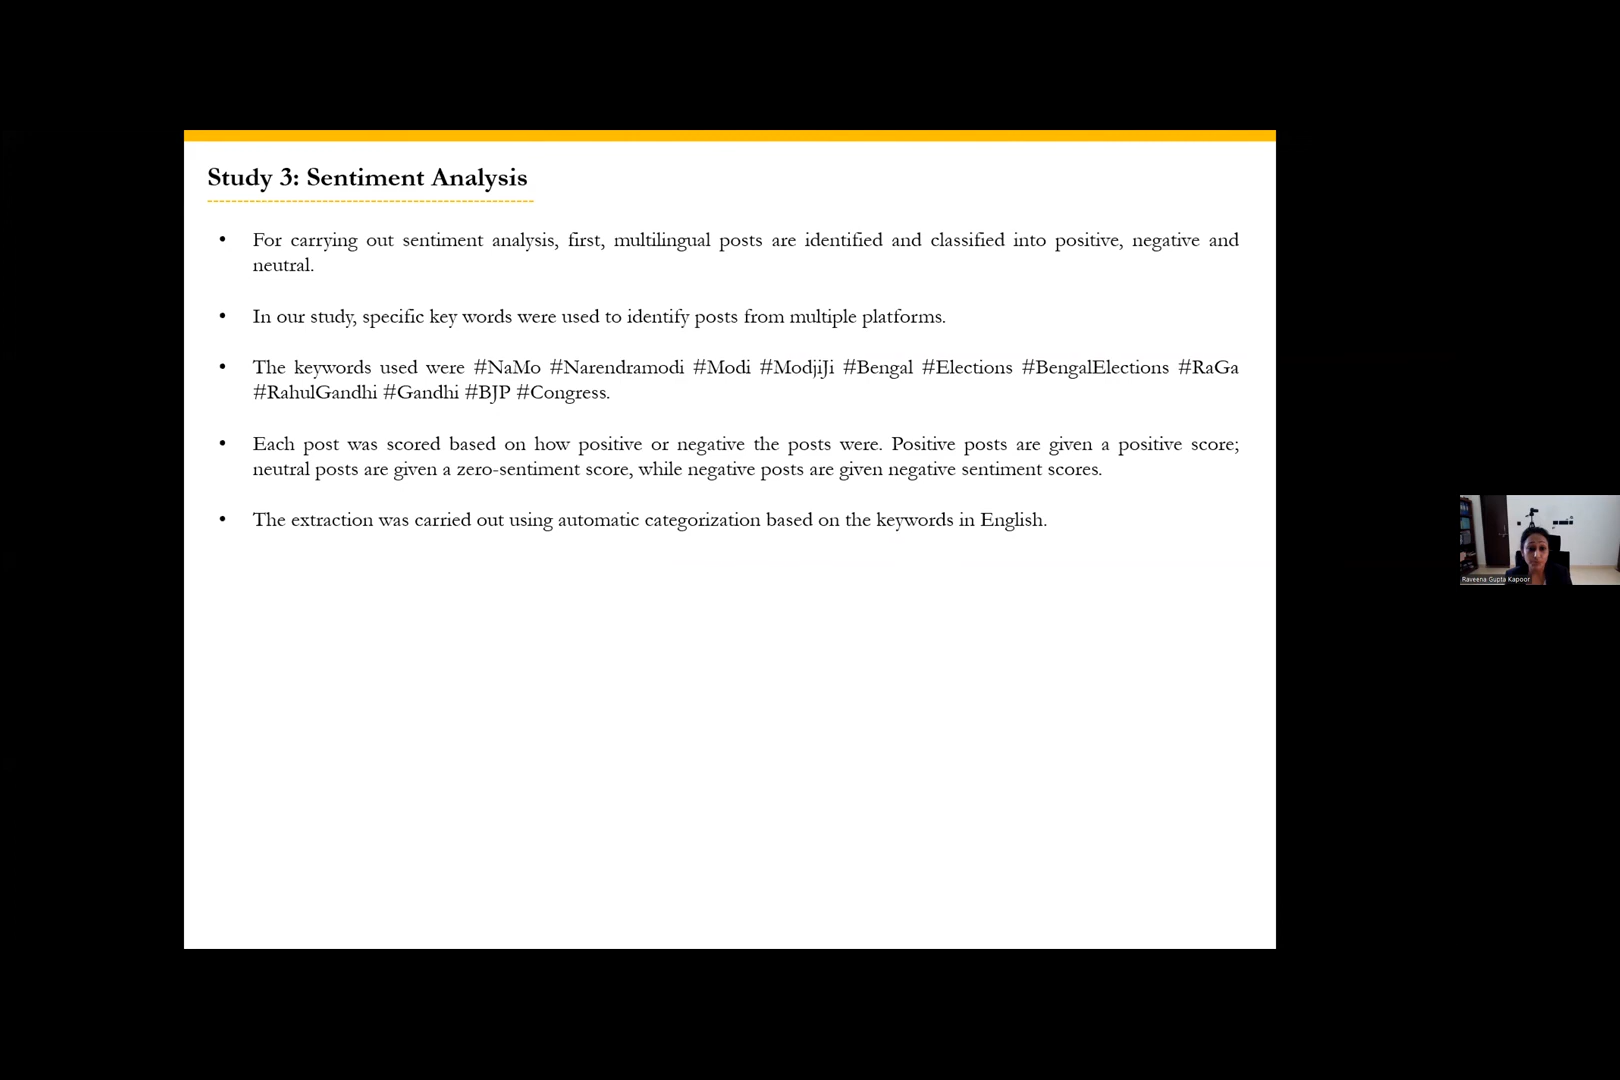 Study 3: Sentiment Analysis
• For carrying out sentiment analysis, first, multilingual posts are identified and classified into positive, negative and
neutral.
• In our study, specific key words were used to identify posts from multiple platforms.
• The keywords used were #NaMo #Narendramodi #Modi #ModjiJi #Bengal #Elections #BengalElections #RaGa
#RahulGandhi #Gandhi #BJP #Congress.
• Each post was scored based on how positive or negative the posts were. Positive posts are given a positive score;
neutral posts are given a zero-sentiment score, while negative posts are given negative sentiment scores.
• The extraction was carried out using automatic categorization based on the keywords in English.
Raveena Gupta Kapoor